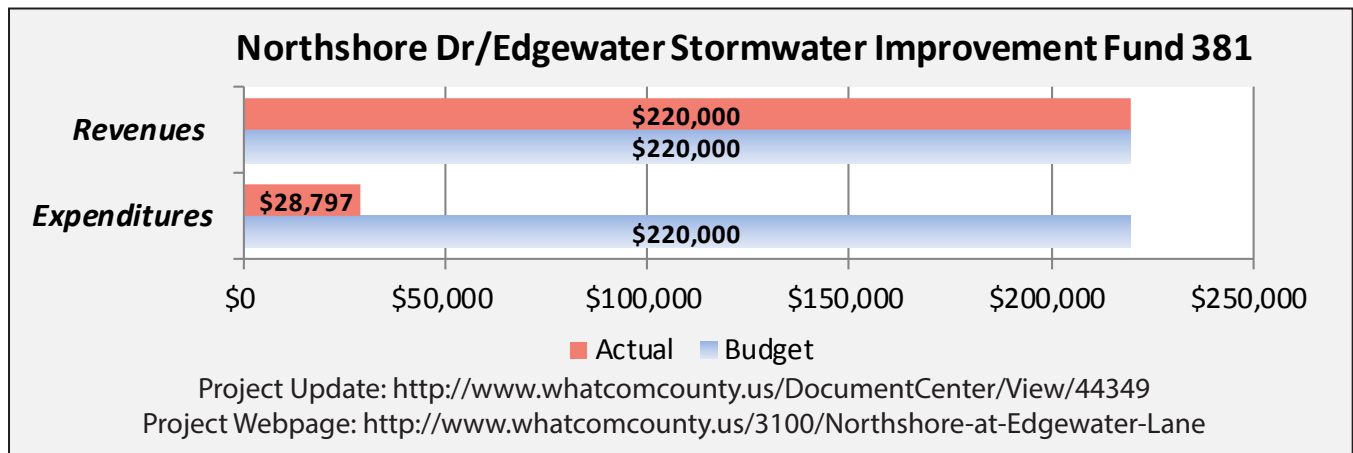 Northshore Dr/Edgewater Stormwater Improvement Fund 381
Revenues
$220,000
$220,000
Expenditures
$28,797
$220,000
$0 $50,000 $100,000 $150,000 $200,000 $250,000
Actual Budget
Project Update: http://www.whatcomcounty.us/DocumentCenter/View/44349
Project Webpage: http://www.whatcomcounty.us/3100/Northshore-at-Edgewater-Lane